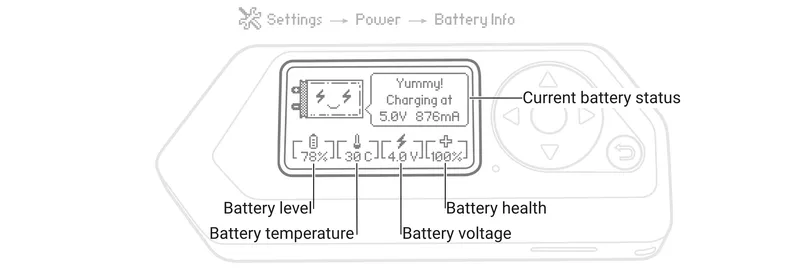 Settings → Power → Battery Info
Yummy!
Charging at
5.0V 876mA
Current battery status
78%
30 C
4.0 V
100%
Battery level
Battery health
Battery temperature
Battery voltage